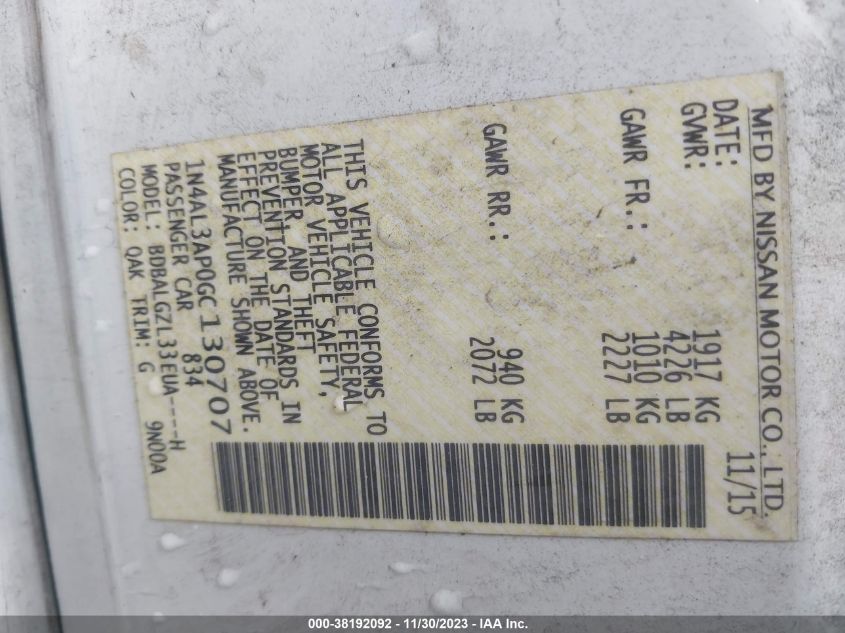 MFD BY NISSAN MOTOR CO., LTD.
DATE: 11/15
GVWR: 1917 KG
4226 LB
GAWR FR.: 1010 KG
2227 LB
GAWR RR.: 940 KG
2072 LB
THIS VEHICLE CONFORMS TO
ALL APPLICABLE FEDERAL
MOTOR VEHICLE SAFETY,
BUMPER, AND THEFT
PREVENTION STANDARDS IN
EFFECT ON THE DATE OF
MANUFACTURE SHOWN ABOVE.
1N4AL3AP0GC130707
PASSENGER CAR 834
MODEL: BDBALGZL33EUA----H
COLOR: QAK TRIM: G 9N00A
000-38192092 - 11/30/2023 - IAA Inc.